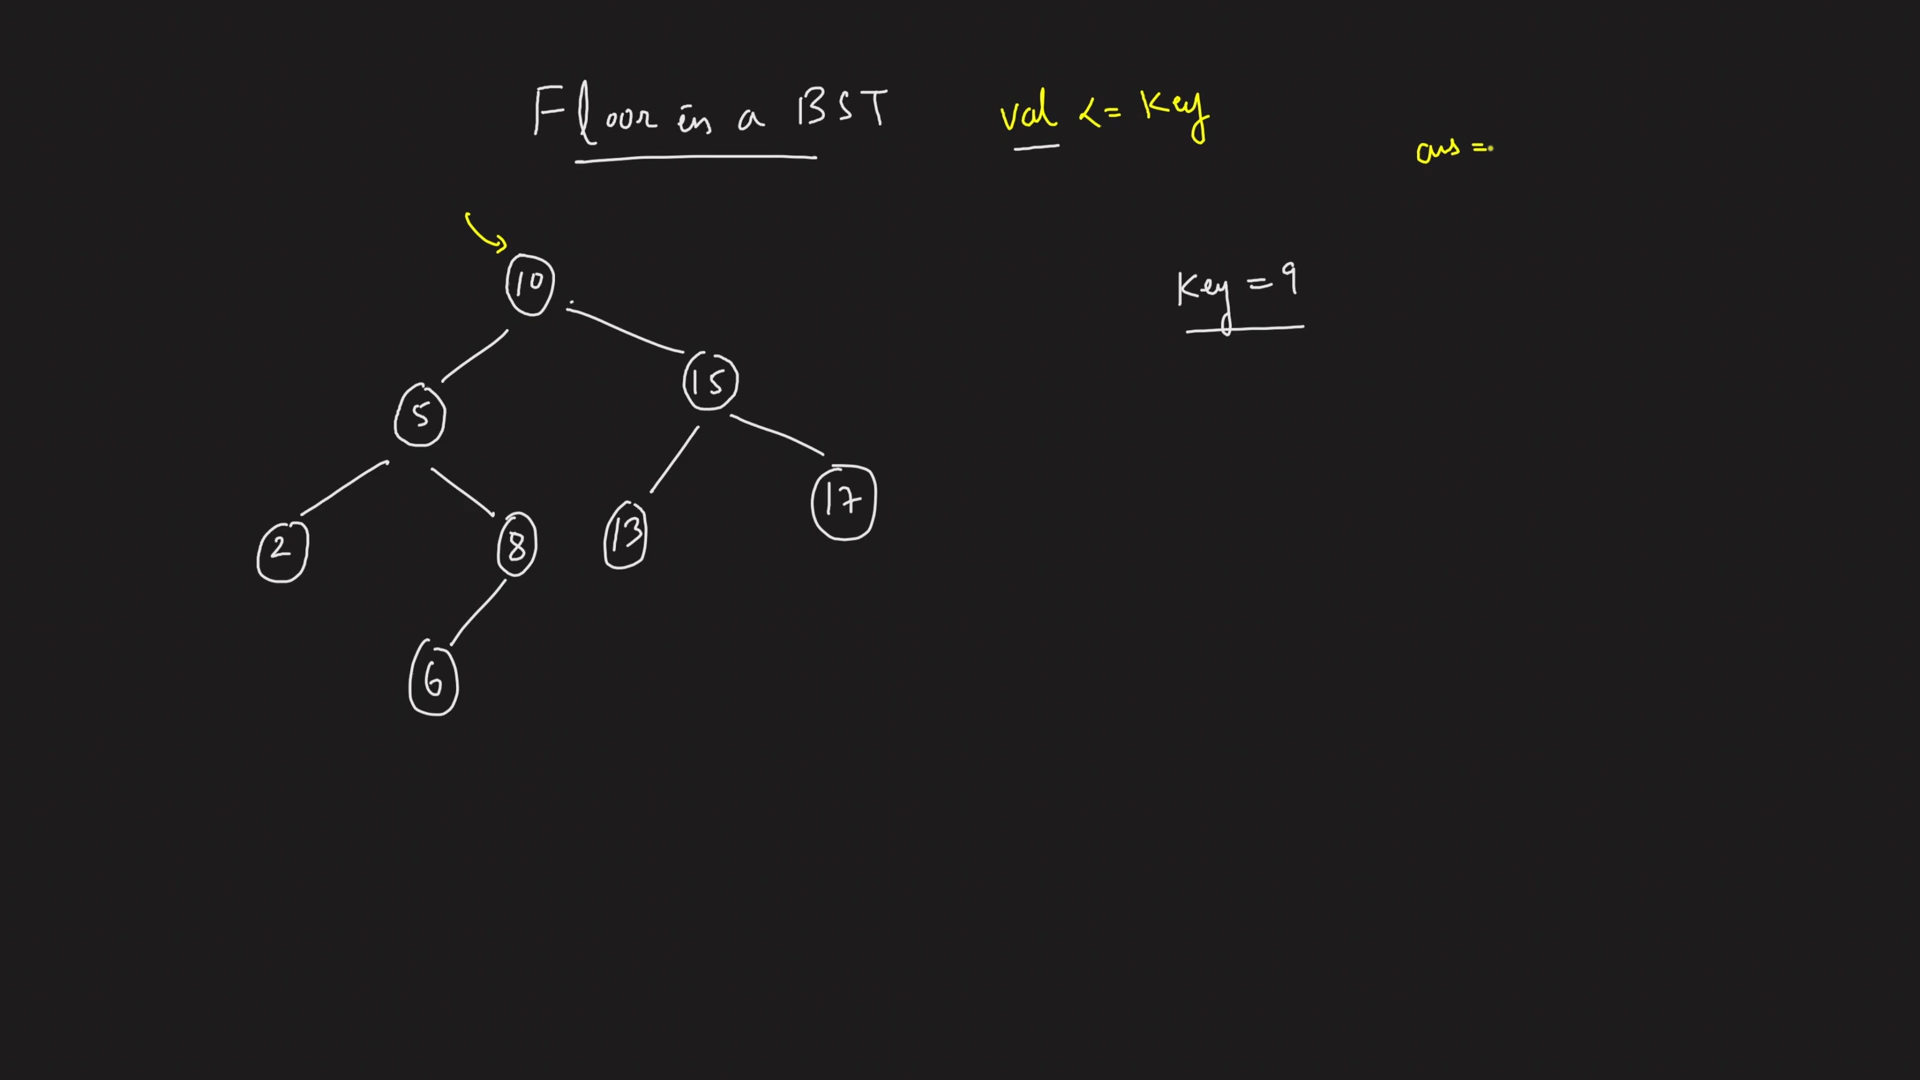 Floor in a BST val <= Key
ans =
10
Key = 9
15
5
17
2 8 13
6